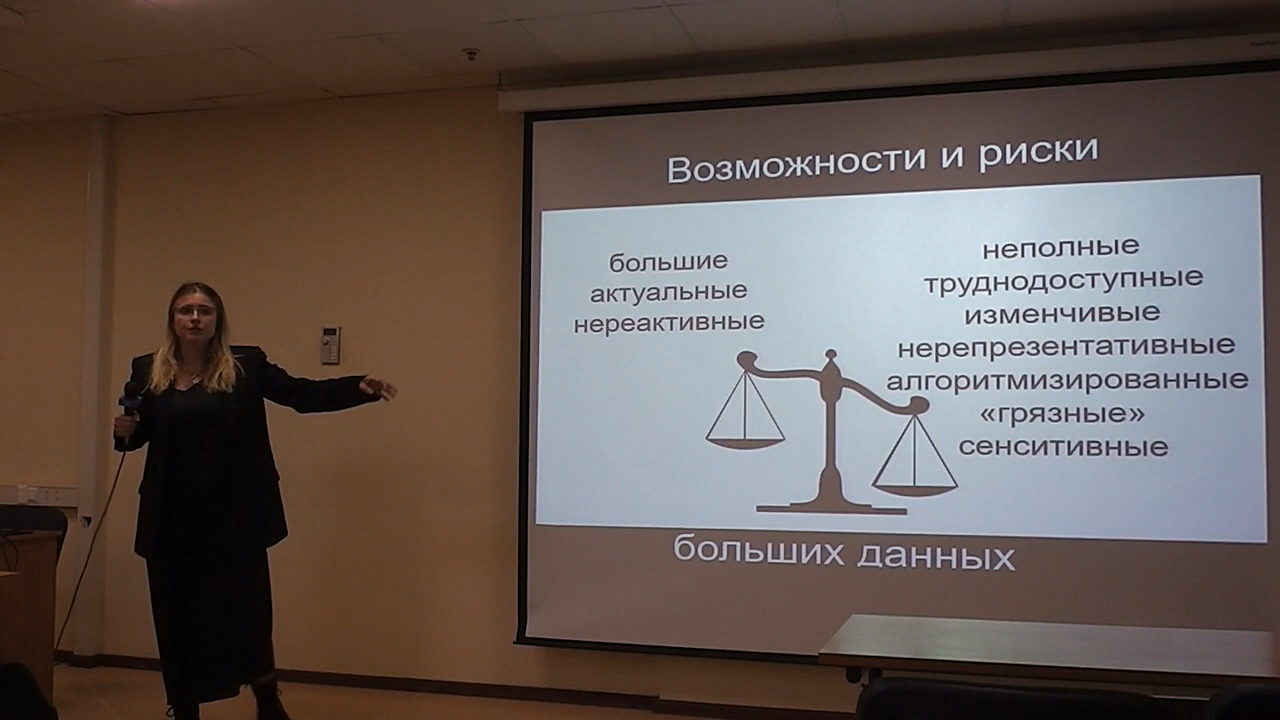 Возможности и риски
большие
актуальные
нереактивные
неполные
труднодоступные
изменчивые
нерепрезентативные
алгоритмизированные
«грязные»
сенситивные
больших данных